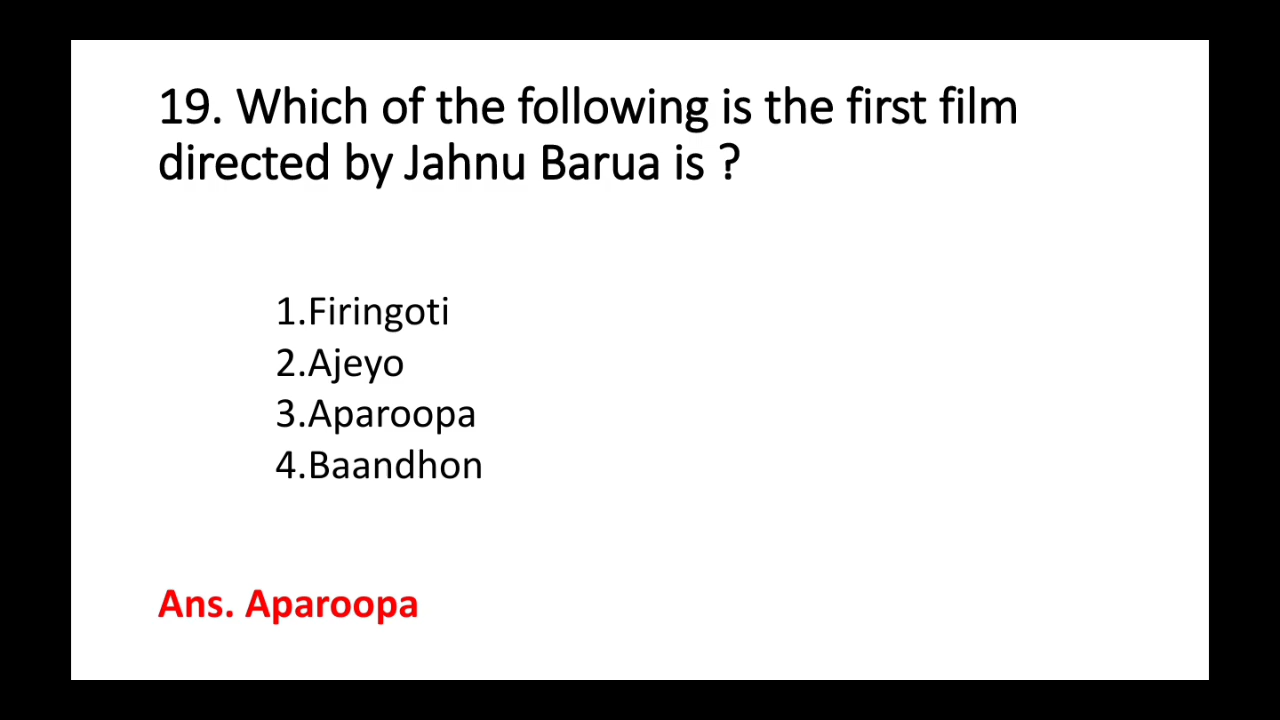 19. Which of the following is the first film
directed by Jahnu Barua is ?
1.Firingoti
2.Ajeyo
3.Aparoopa
4.Baandhon
Ans. Aparoopa